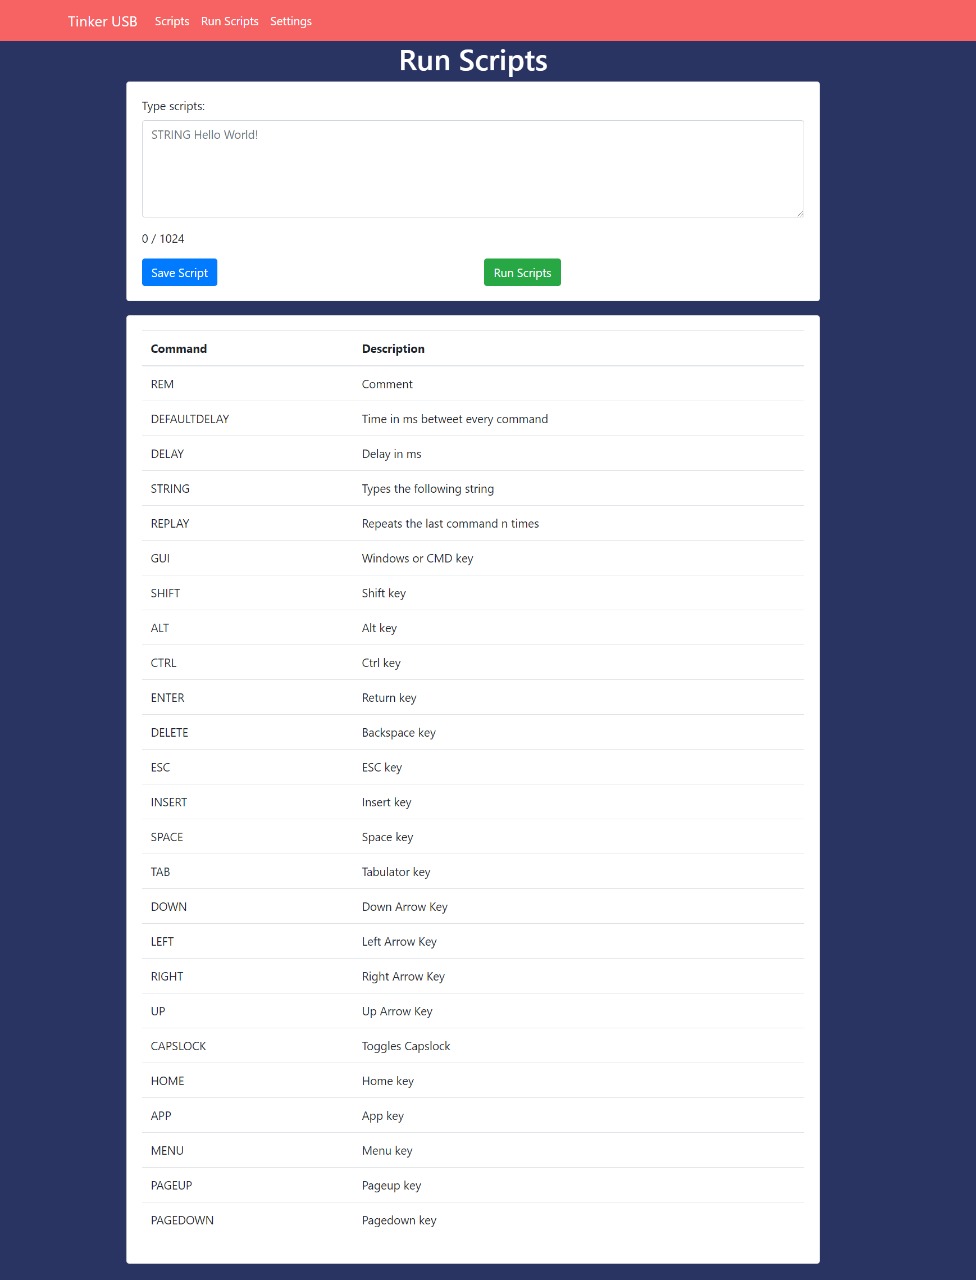 Tinker USB Scripts Run Scripts Settings
Run Scripts
Type scripts:
STRING Hello World!
0 / 1024
Save Script Run Scripts
Command Description
REM Comment
DEFAULTDELAY Time in ms betweet every command
DELAY Delay in ms
STRING Types the following string
REPLAY Repeats the last command n times
GUI Windows or CMD key
SHIFT Shift key
ALT Alt key
CTRL Ctrl key
ENTER Return key
DELETE Backspace key
ESC ESC key
INSERT Insert key
SPACE Space key
TAB Tabulator key
DOWN Down Arrow Key
LEFT Left Arrow Key
RIGHT Right Arrow Key
UP Up Arrow Key
CAPSLOCK Toggles Capslock
HOME Home key
APP App key
MENU Menu key
PAGEUP Pageup key
PAGEDOWN Pagedown key